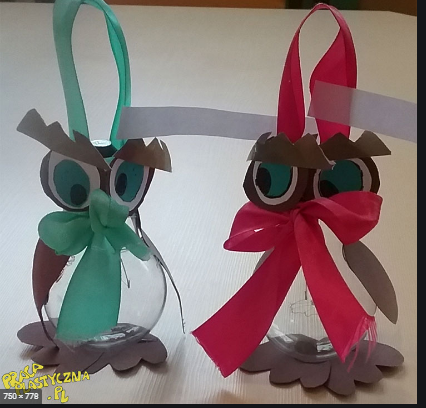 PRACA
PLASTYCZNA
.PL
750 × 778